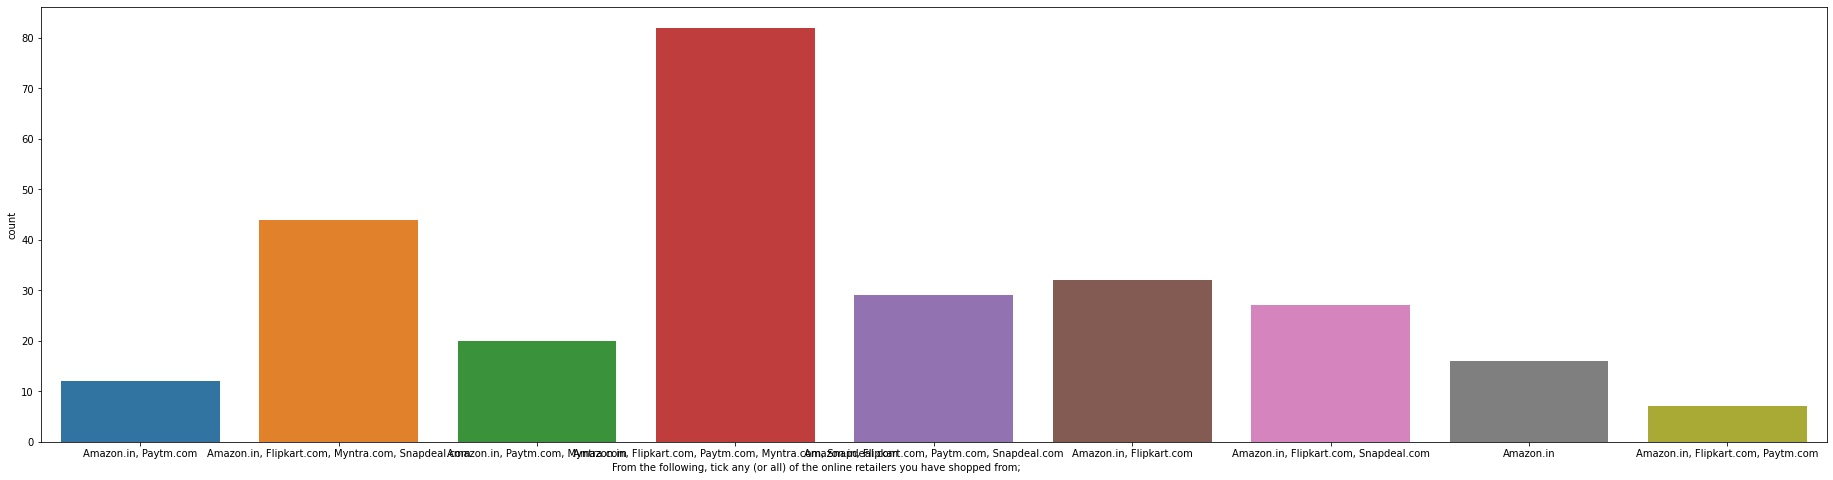 80
70
60
50
40
30
20
10
0
count
Amazon.in, Paytm.com
Amazon.in, Flipkart.com, Myntra.com, Snapdeal.com
Amazon.in, Paytm.com, Myntra.com
Amazon.in, Flipkart.com, Paytm.com, Myntra.com, Snapdeal.com
Amazon.in, Flipkart.com, Paytm.com, Snapdeal.com
Amazon.in, Flipkart.com
Amazon.in, Flipkart.com, Snapdeal.com
Amazon.in
Amazon.in, Flipkart.com, Paytm.com
From the following, tick any (or all) of the online retailers you have shopped from;